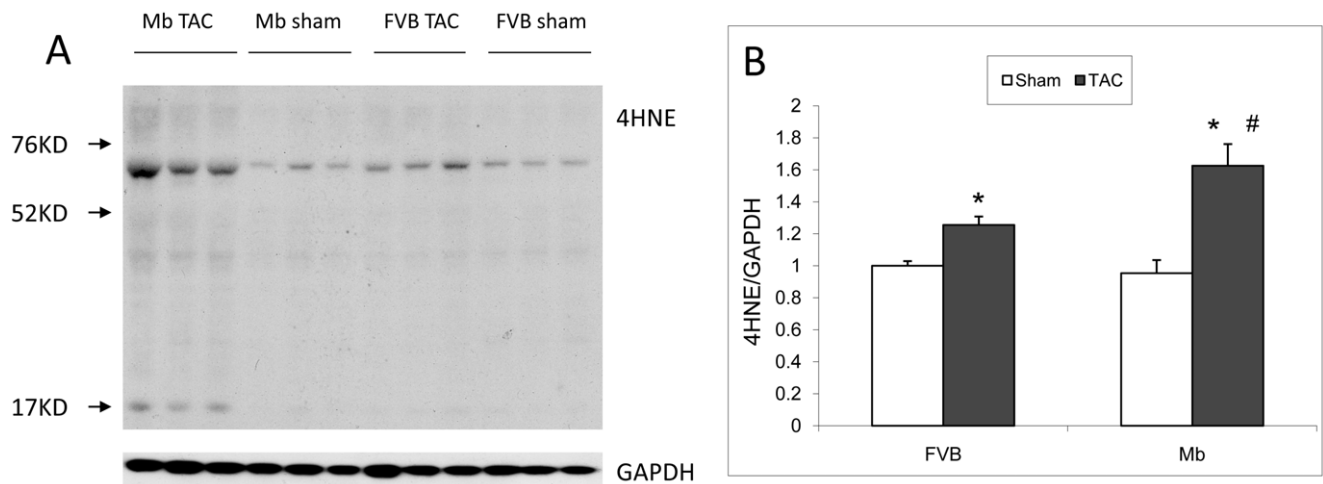 Mb TAC Mb sham FVB TAC FVB sham
A
4HNE
76KD
52KD
17KD
GAPDH
B
Sham TAC
2
1.8
1.6
1.4
1.2
1
0.8
0.6
0.4
0.2
0
4HNE/GAPDH
*
* #
FVB Mb